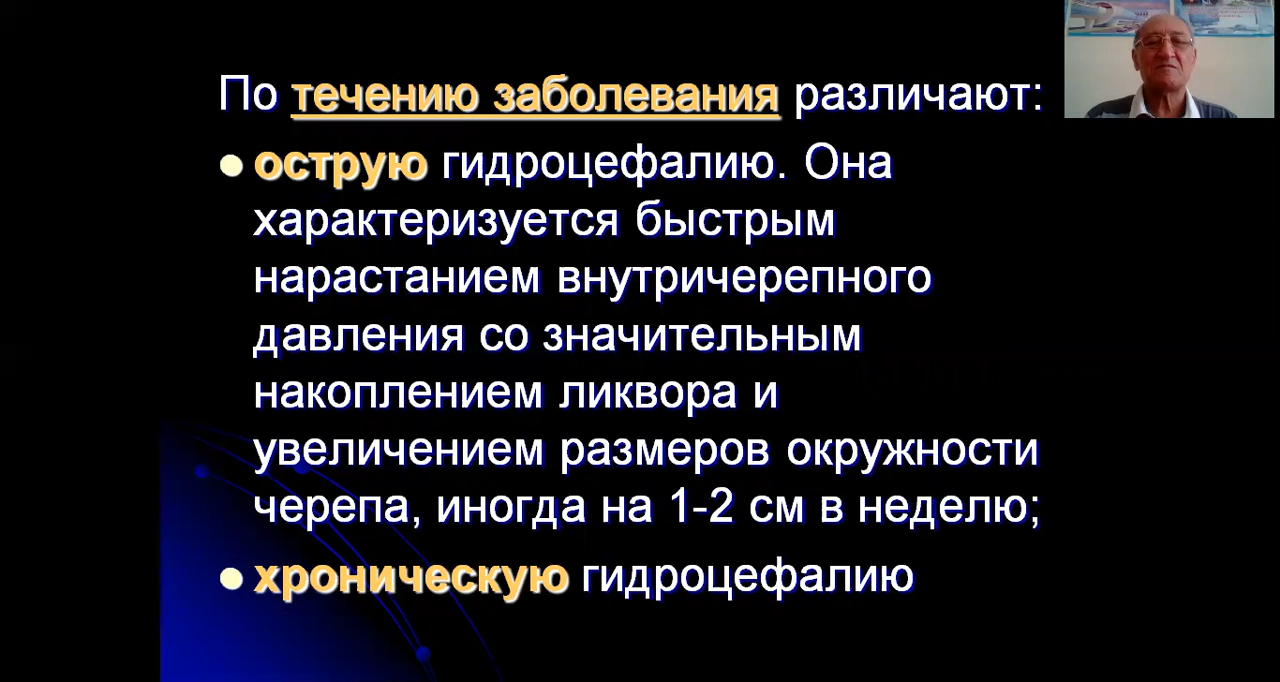 По течению заболевания различают:
острую гидроцефалию. Она
характеризуется быстрым
нарастанием внутричерепного
давления со значительным
накоплением ликвора и
увеличением размеров окружности
черепа, иногда на 1-2 см в неделю;
хроническую гидроцефалию